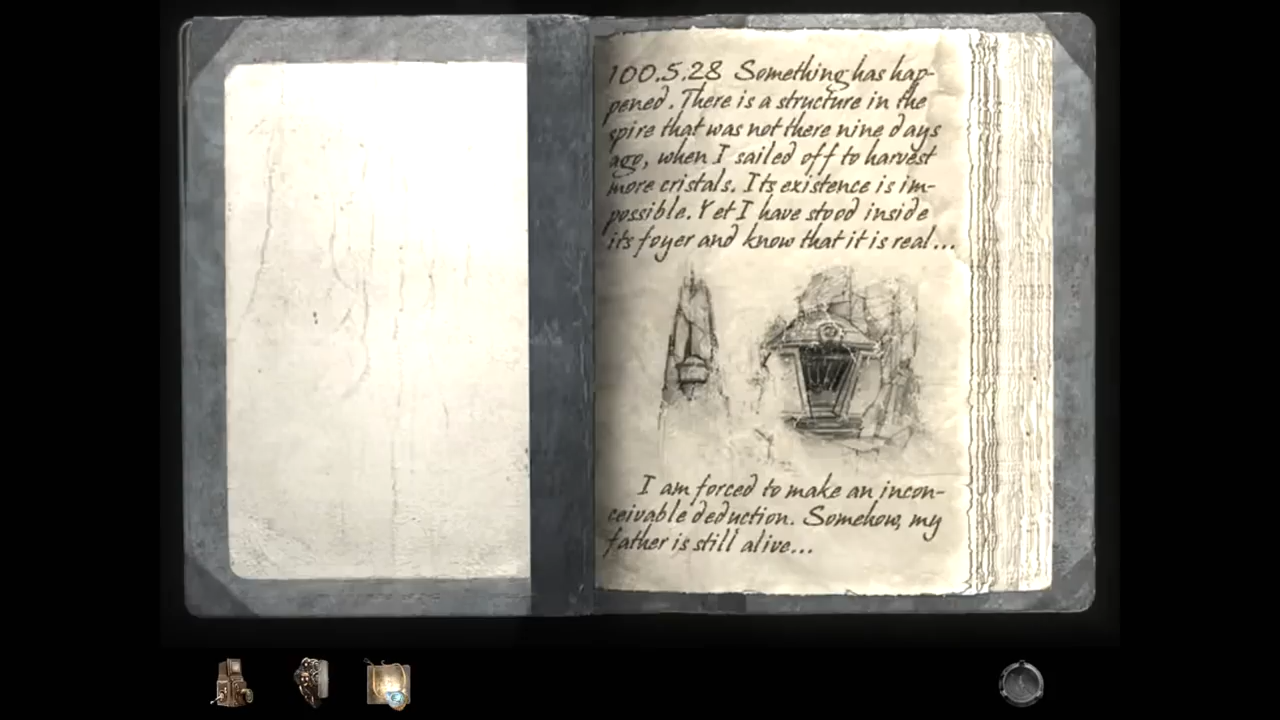 100.5.28 Something has hap-
pened. There is a structure in the
spire that was not there nine days
ago, when I sailed off to harvest
more cristals. Its existence is im-
possible. Yet I have stood inside
its foyer and know that it is real...
I am forced to make an incon-
ceivable deduction. Somehow, my
father is still alive...